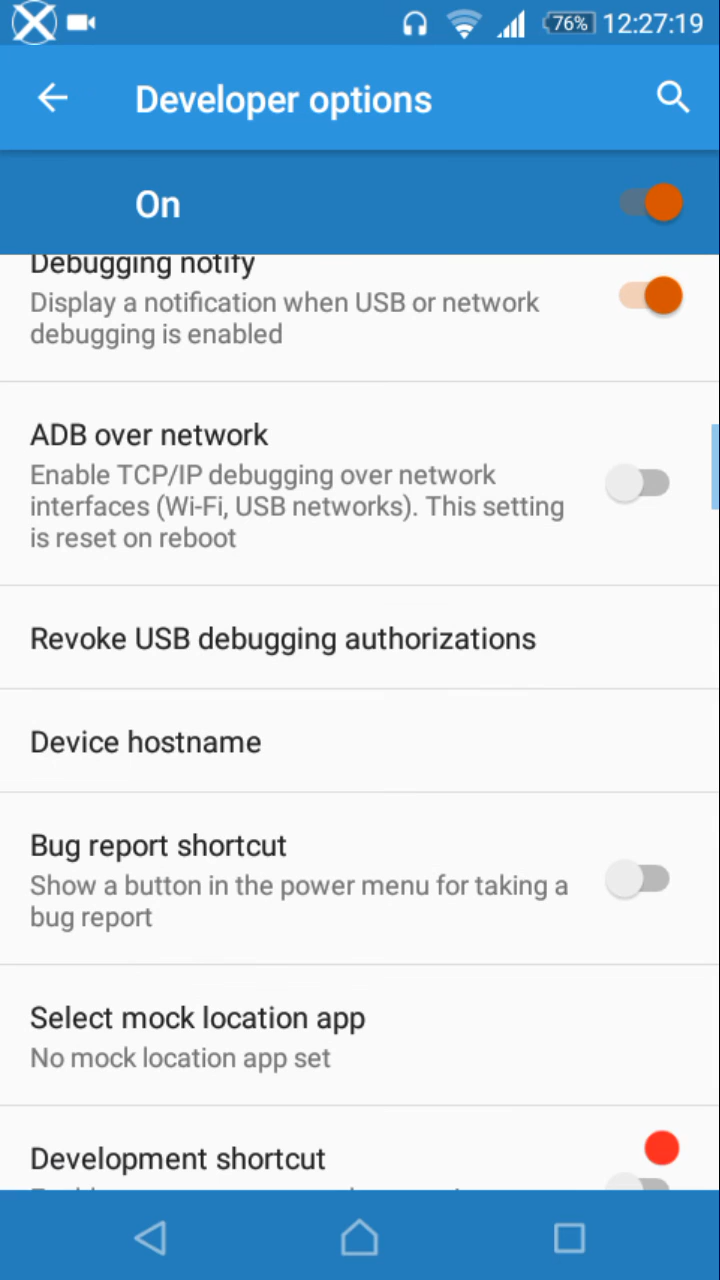 76% 12:27:19
Developer options
On
Debugging notify
Display a notification when USB or network
debugging is enabled
ADB over network
Enable TCP/IP debugging over network
interfaces (Wi-Fi, USB networks). This setting
is reset on reboot
Revoke USB debugging authorizations
Device hostname
Bug report shortcut
Show a button in the power menu for taking a
bug report
Select mock location app
No mock location app set
Development shortcut